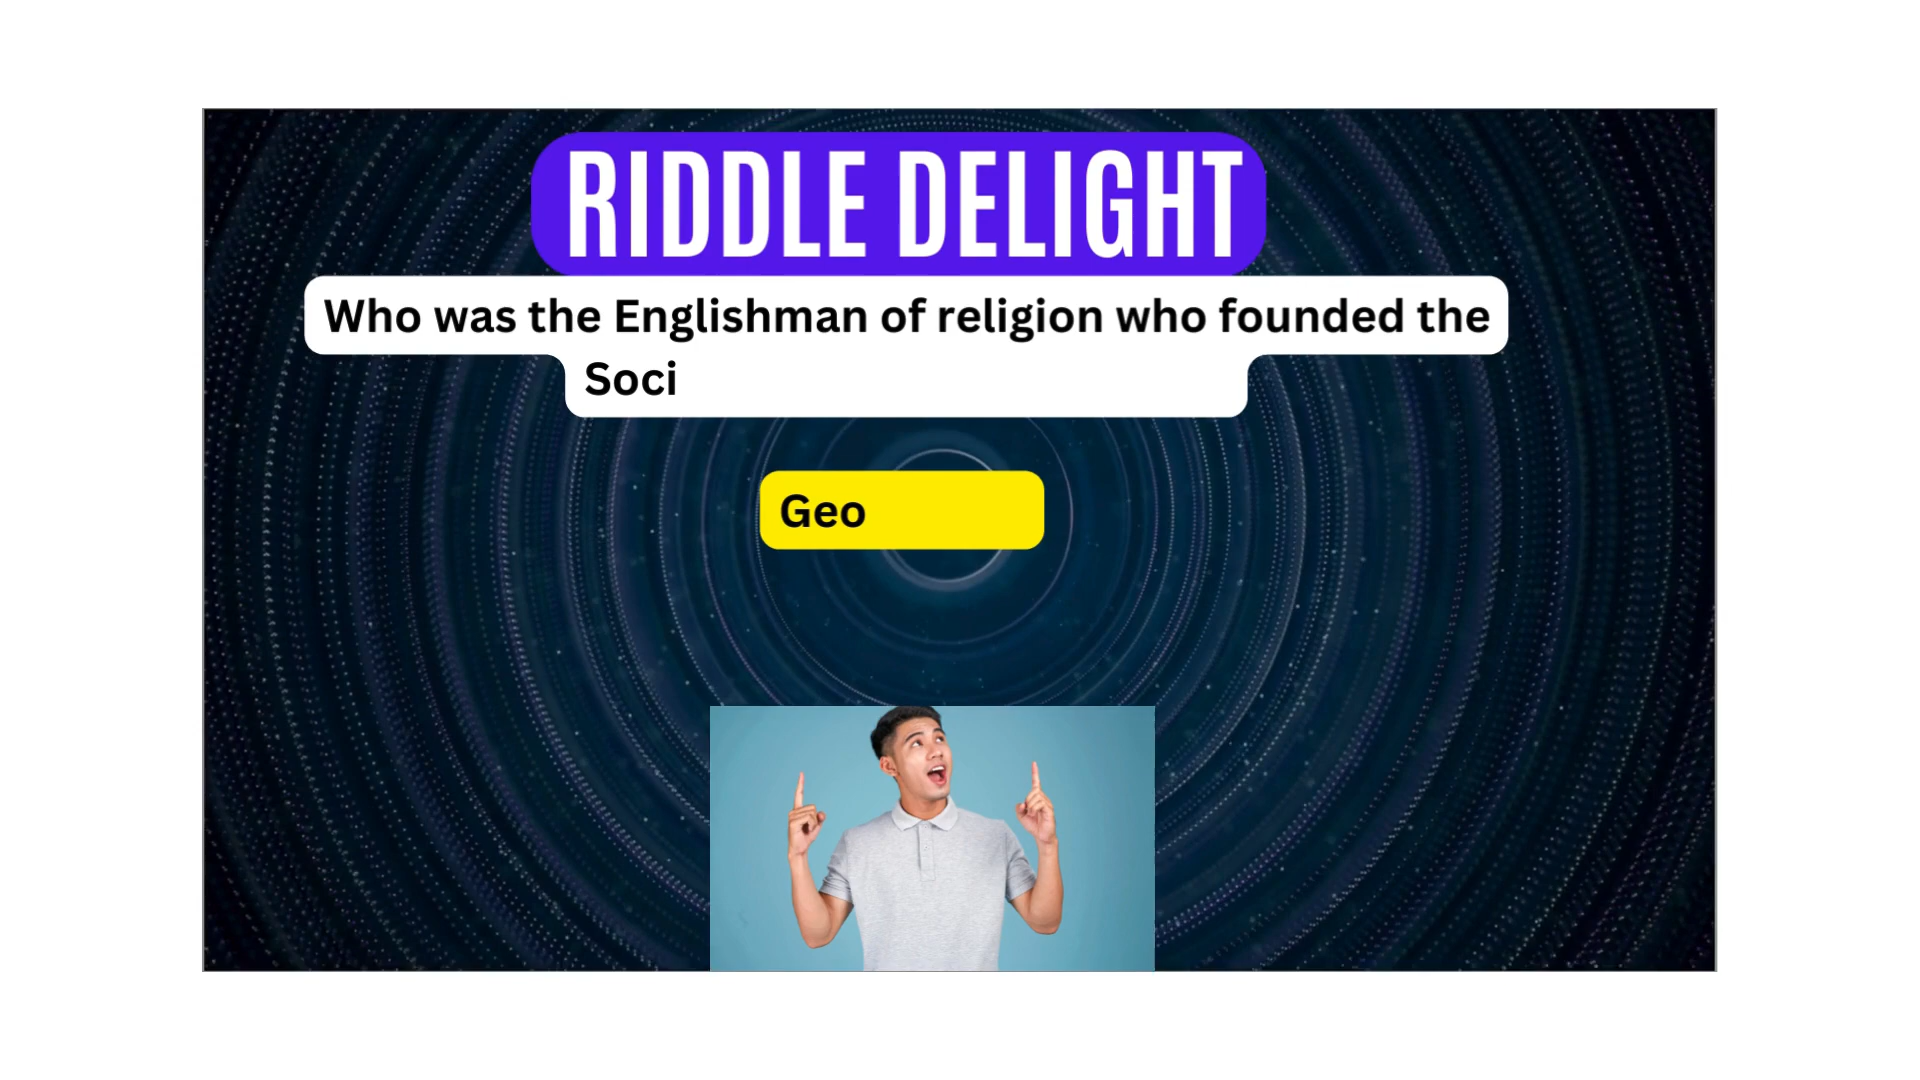 RIDDLE DELIGHT
Who was the Englishman of religion who founded the
Soci
Geo